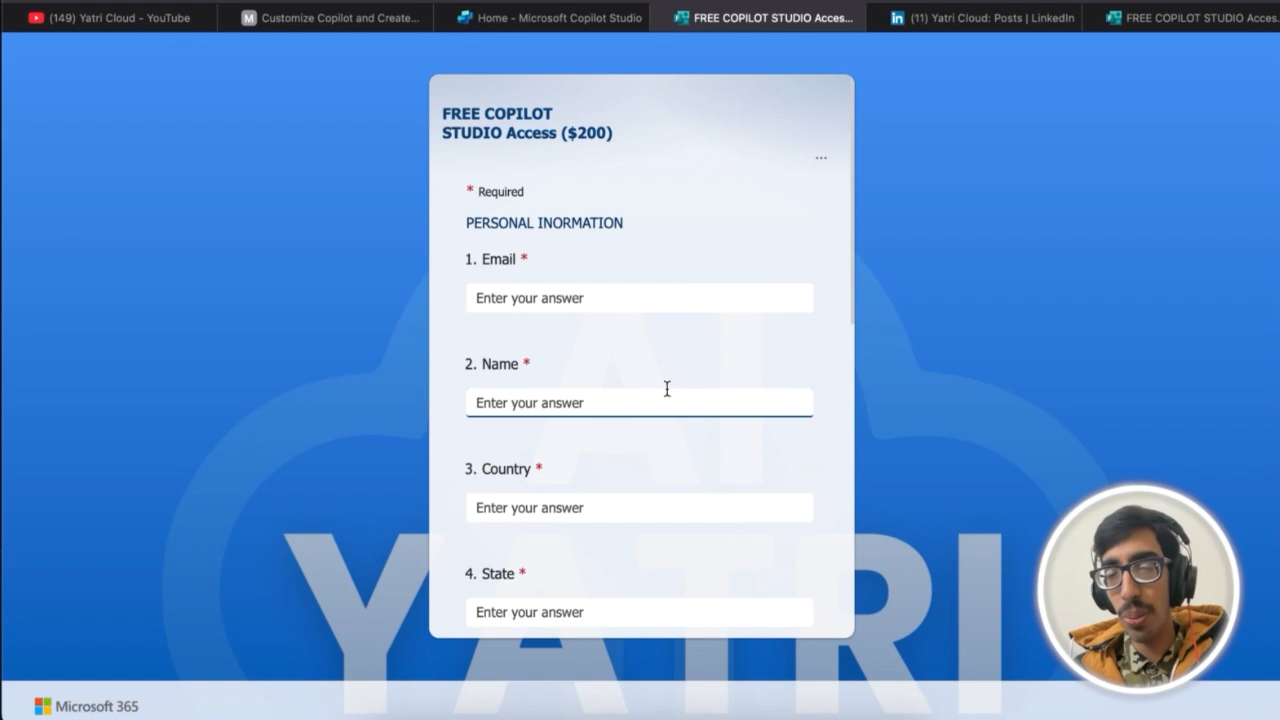 (149) Yatri Cloud - YouTube
M Customize Copilot and Create...
Home - Microsoft Copilot Studio
FREE COPILOT STUDIO Acces...
in (11) Yatri Cloud: Posts | LinkedIn
FREE COPILOT STUDIO Acces...
FREE COPILOT
STUDIO Access ($200)
...
* Required
PERSONAL INORMATION
1. Email *
Enter your answer
2. Name *
Enter your answer
3. Country *
Enter your answer
4. State *
Enter your answer
AI
YATRI
Microsoft 365